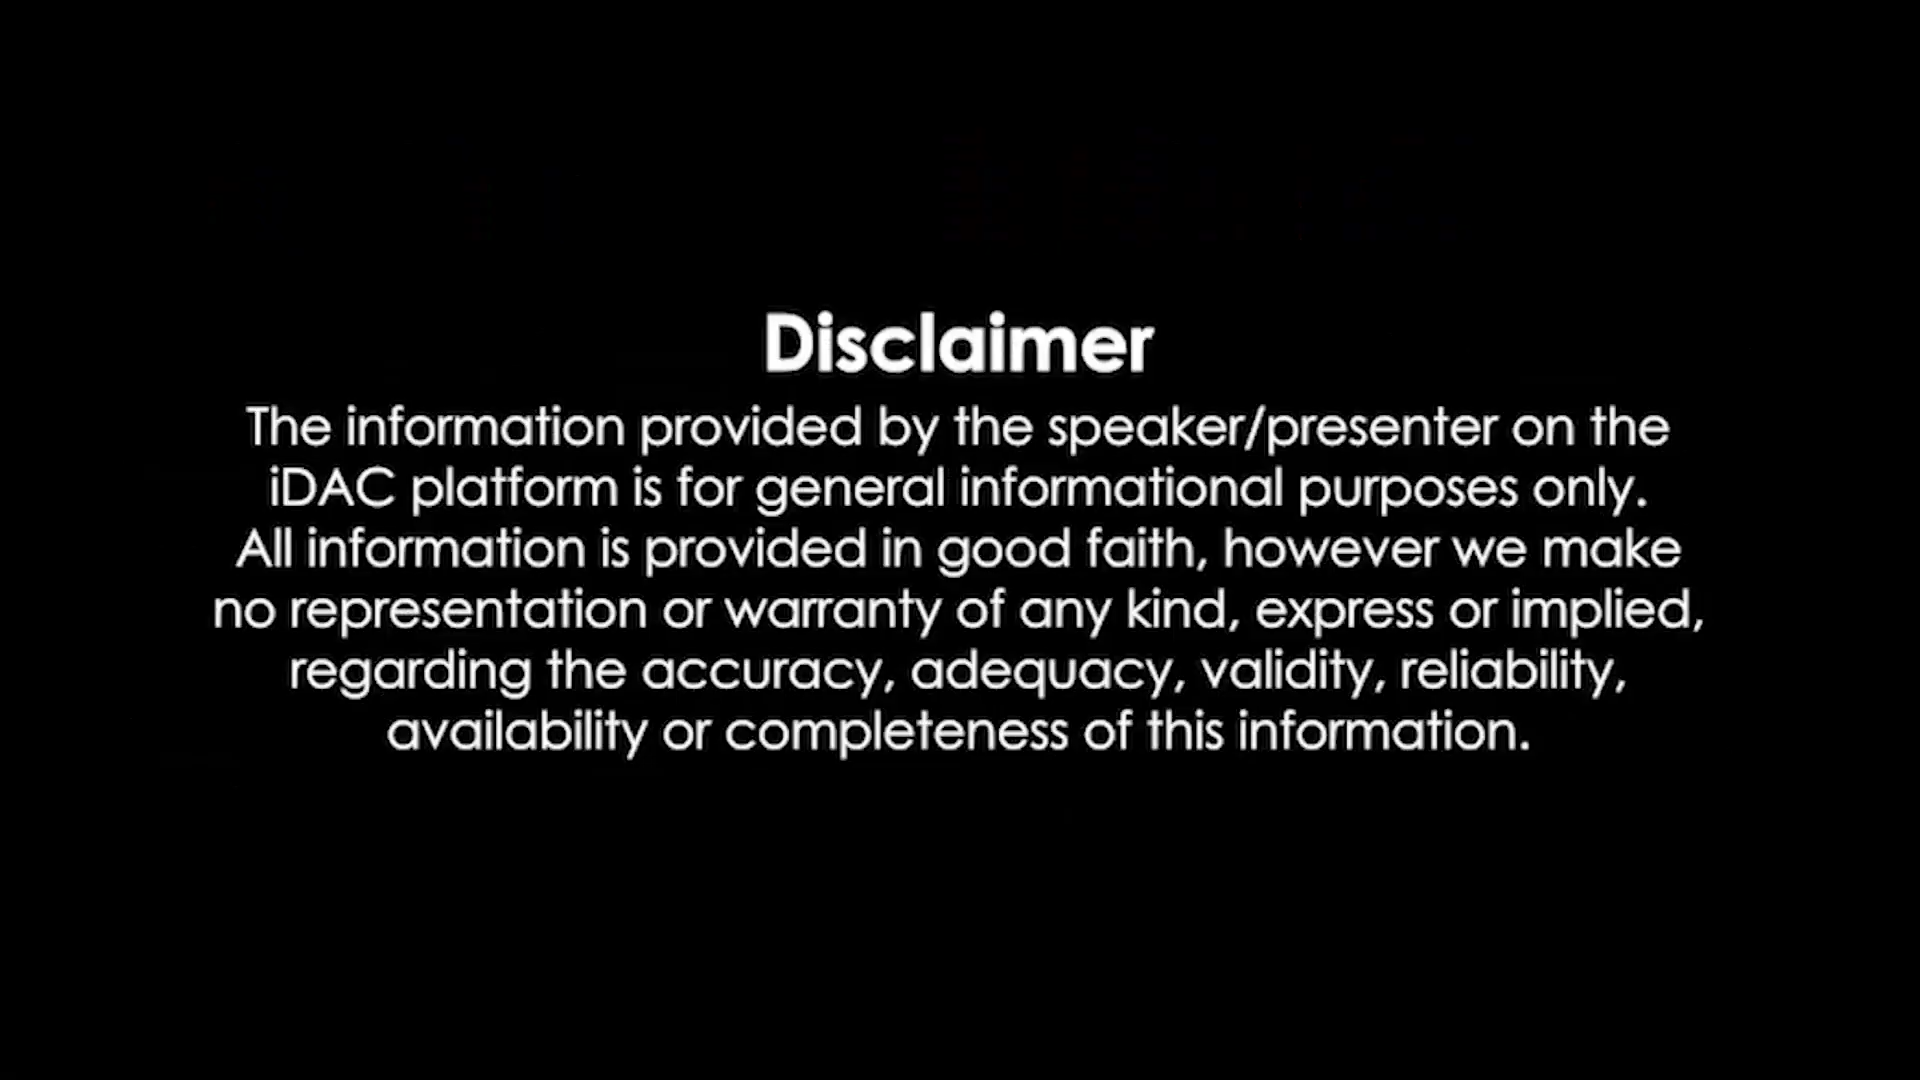 Disclaimer
The information provided by the speaker/presenter on the
iDAC platform is for general informational purposes only.
All information is provided in good faith, however we make
no representation or warranty of any kind, express or implied,
regarding the accuracy, adequacy, validity, reliability,
availability or completeness of this information.